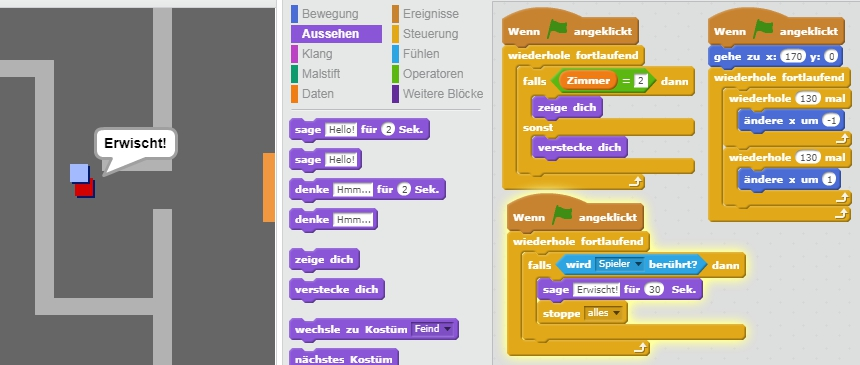 Erwischt!
Bewegung
Aussehen
Klang
Malstift
Daten
Ereignisse
Steuerung
Fühlen
Operatoren
Weitere Blöcke
sage Hello! für 2 Sek.
sage Hello!
denke Hmm... für 2 Sek.
denke Hmm...
zeige dich
verstecke dich
wechsle zu Kostüm Feind
nächstes Kostüm
Wenn angeklickt
wiederhole fortlaufend
falls Zimmer = 2 dann
zeige dich
sonst
verstecke dich
Wenn angeklickt
wiederhole fortlaufend
falls wird Spieler berührt? dann
sage Erwischt! für 30 Sek.
stoppe alles
Wenn angeklickt
gehe zu x: 170 y: 0
wiederhole fortlaufend
wiederhole 130 mal
ändere x um -1
wiederhole 130 mal
ändere x um 1